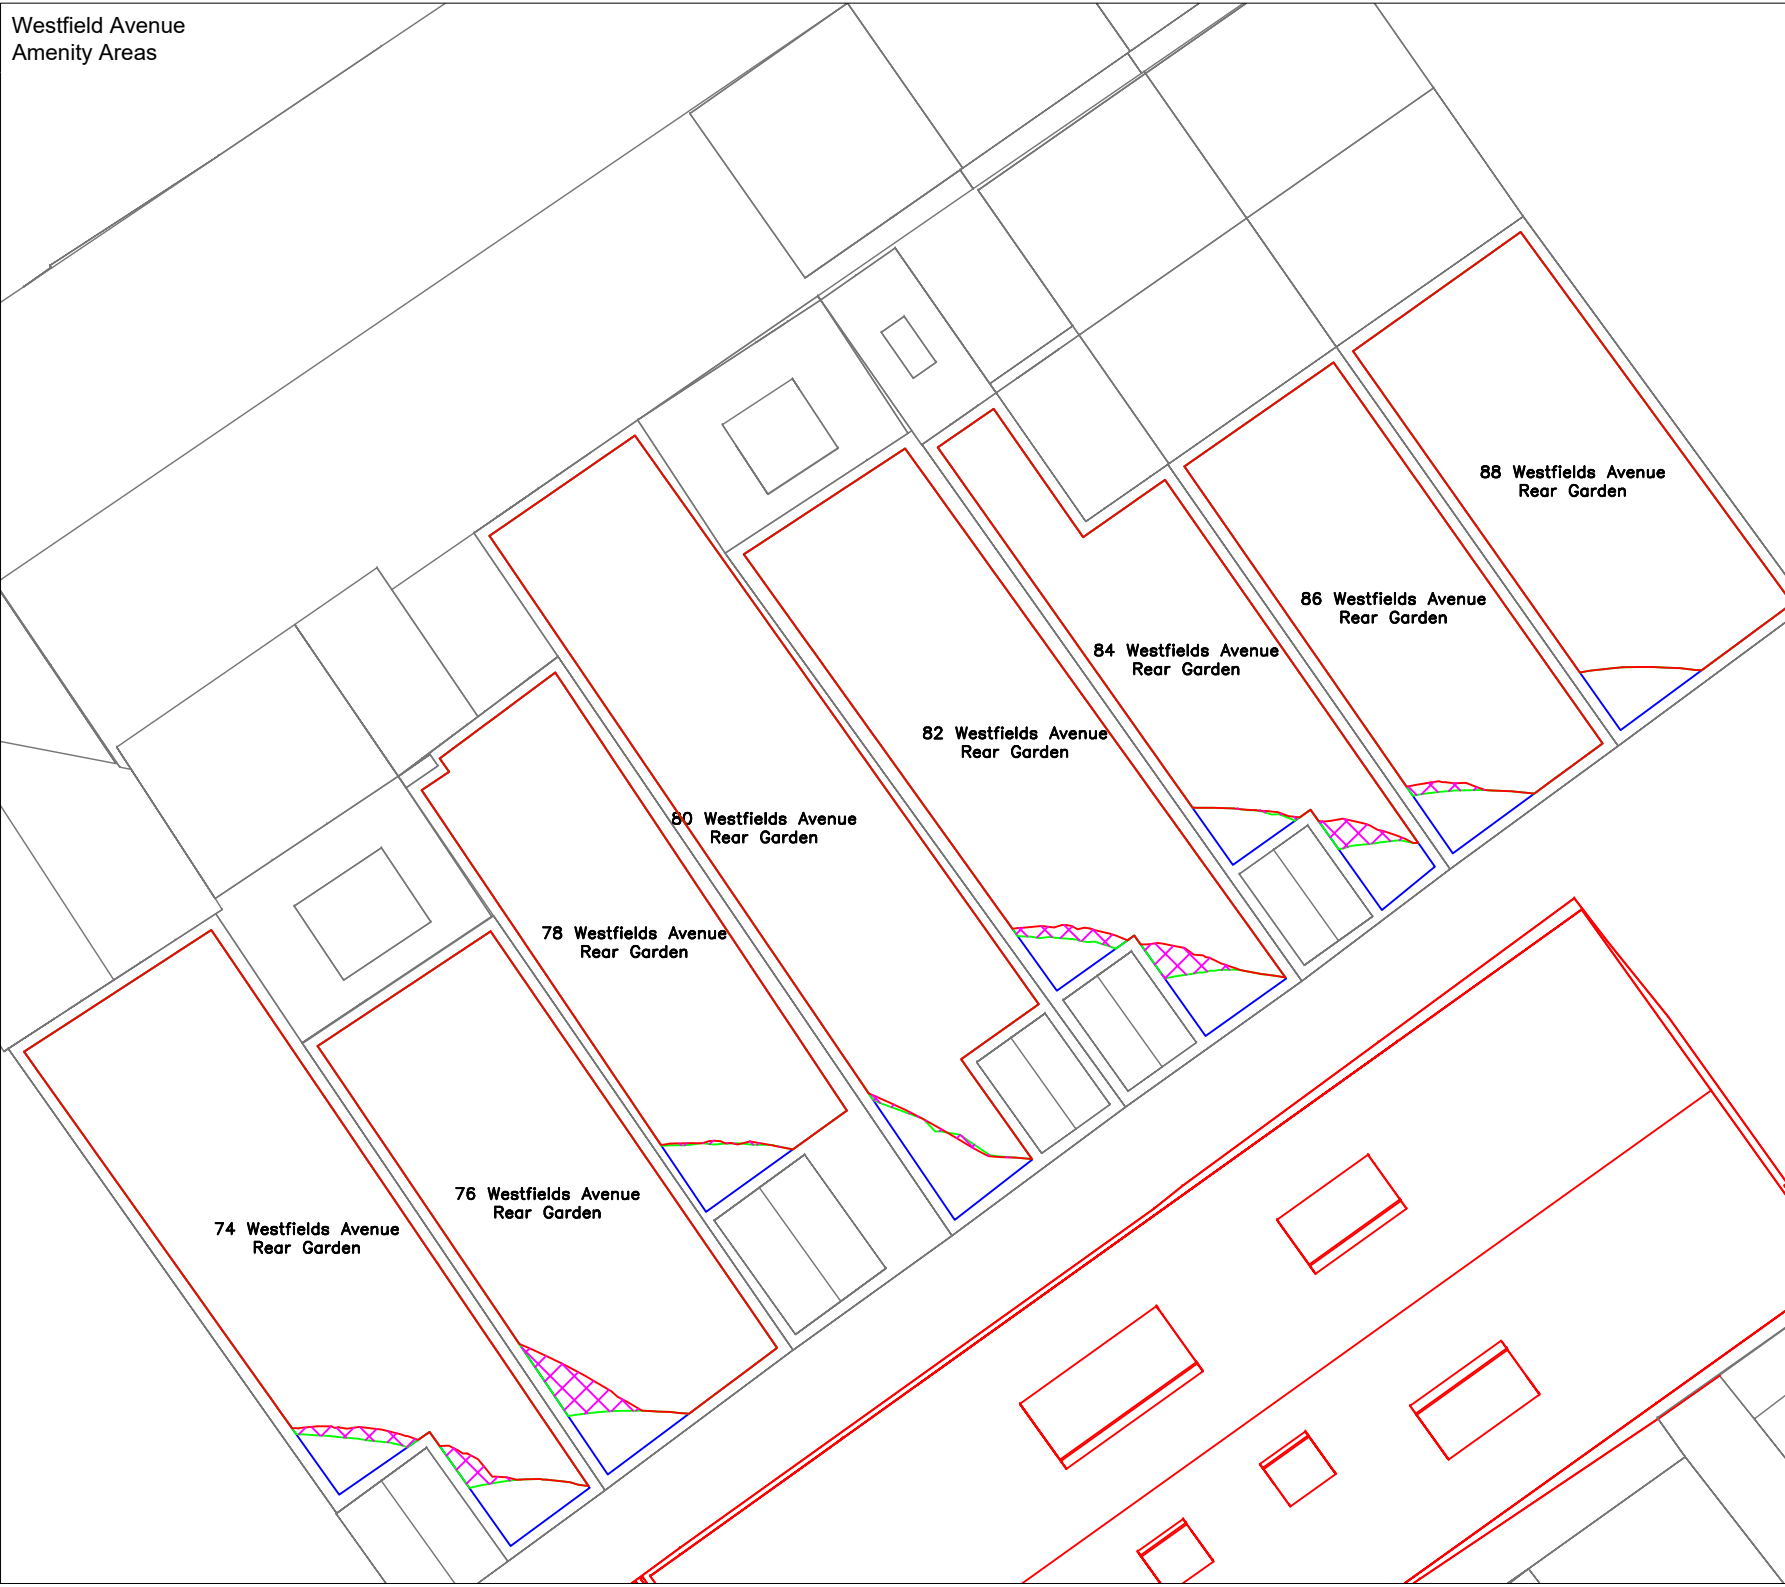 Westfield Avenue
Amenity Areas
88 Westfields Avenue
Rear Garden
86 Westfields Avenue
Rear Garden
84 Westfields Avenue
Rear Garden
82 Westfields Avenue
Rear Garden
80 Westfields Avenue
Rear Garden
78 Westfields Avenue
Rear Garden
76 Westfields Avenue
Rear Garden
74 Westfields Avenue
Rear Garden